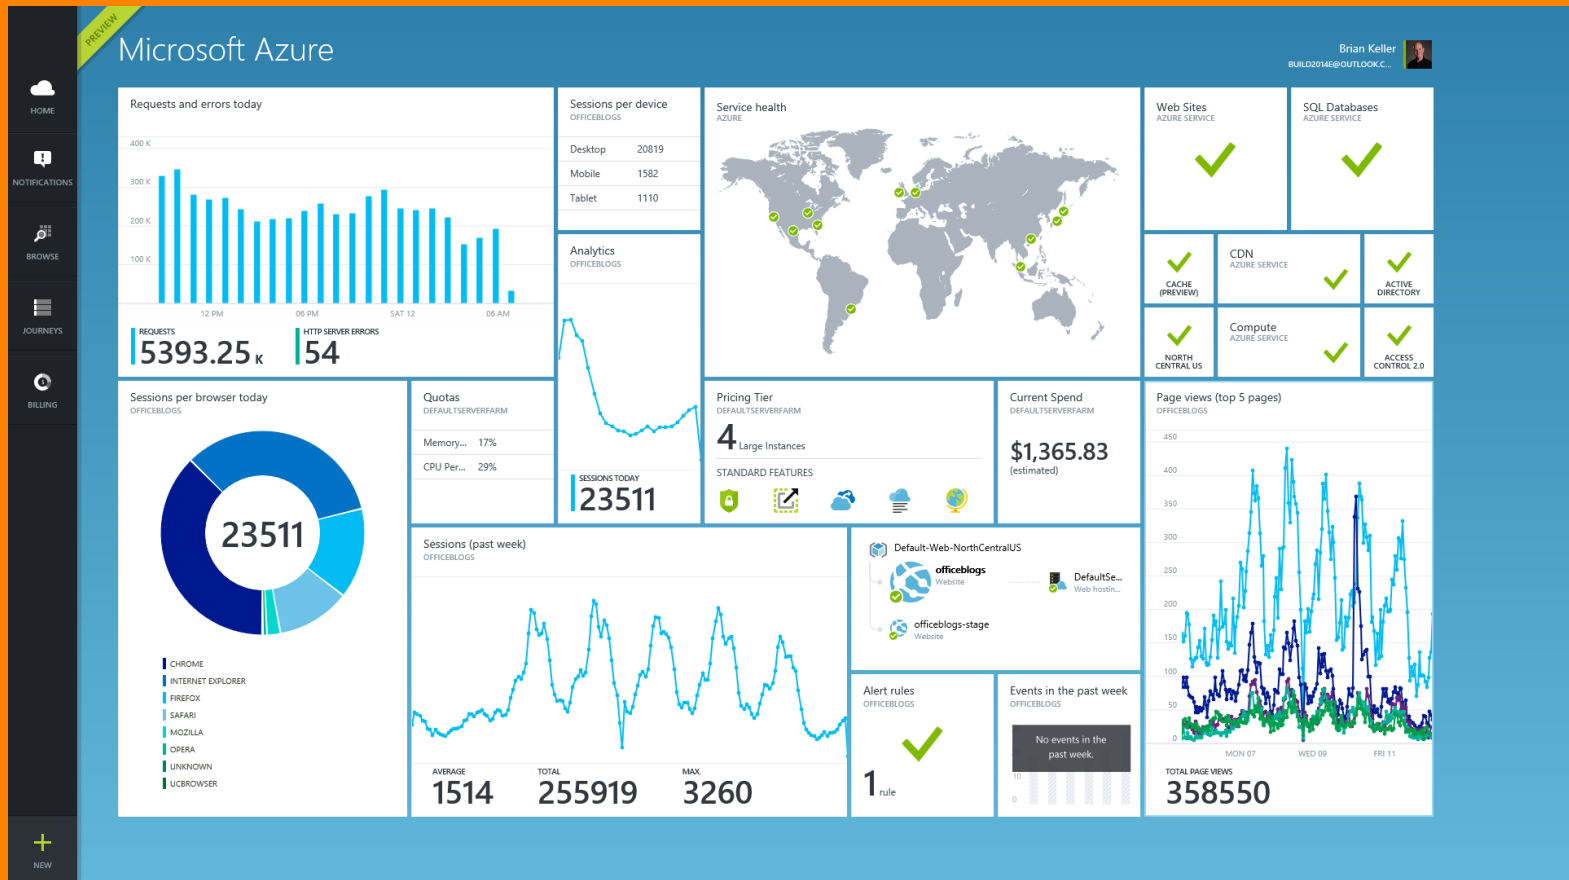 PREVIEW
Microsoft Azure
Brian Keller
BUILD2014E@OUTLOOK.C...
HOME
NOTIFICATIONS
BROWSE
JOURNEYS
BILLING
NEW
Requests and errors today
400 K
300 K
200 K
100 K
12 PM
06 PM
SAT 12
06 AM
REQUESTS
5393.25 K
HTTP SERVER ERRORS
54
Sessions per device
OFFICEBLOGS
Desktop 20819
Mobile 1582
Tablet 1110
Analytics
OFFICEBLOGS
SESSIONS TODAY
23511
Service health
AZURE
Web Sites
AZURE SERVICE
SQL Databases
AZURE SERVICE
CACHE
(PREVIEW)
CDN
AZURE SERVICE
ACTIVE
DIRECTORY
NORTH
CENTRAL US
Compute
AZURE SERVICE
ACCESS
CONTROL 2.0
Sessions per browser today
OFFICEBLOGS
23511
CHROME
INTERNET EXPLORER
FIREFOX
SAFARI
MOZILLA
OPERA
UNKNOWN
UCBROWSER
Quotas
DEFAULTSERVERFARM
Memory... 17%
CPU Per... 29%
Pricing Tier
DEFAULTSERVERFARM
4 Large Instances
STANDARD FEATURES
Current Spend
DEFAULTSERVERFARM
$1,365.83
(estimated)
Sessions (past week)
OFFICEBLOGS
AVERAGE
1514
TOTAL
255919
MAX.
3260
Default-Web-NorthCentralUS
officeblogs
Website
DefaultSe...
Web hostin...
officeblogs-stage
Website
Alert rules
OFFICEBLOGS
1 rule
Events in the past week
OFFICEBLOGS
No events in the
past week.
10
0
Page views (top 5 pages)
OFFICEBLOGS
450
400
350
300
250
200
150
100
50
0
MON 07
WED 09
FRI 11
TOTAL PAGE VIEWS
358550